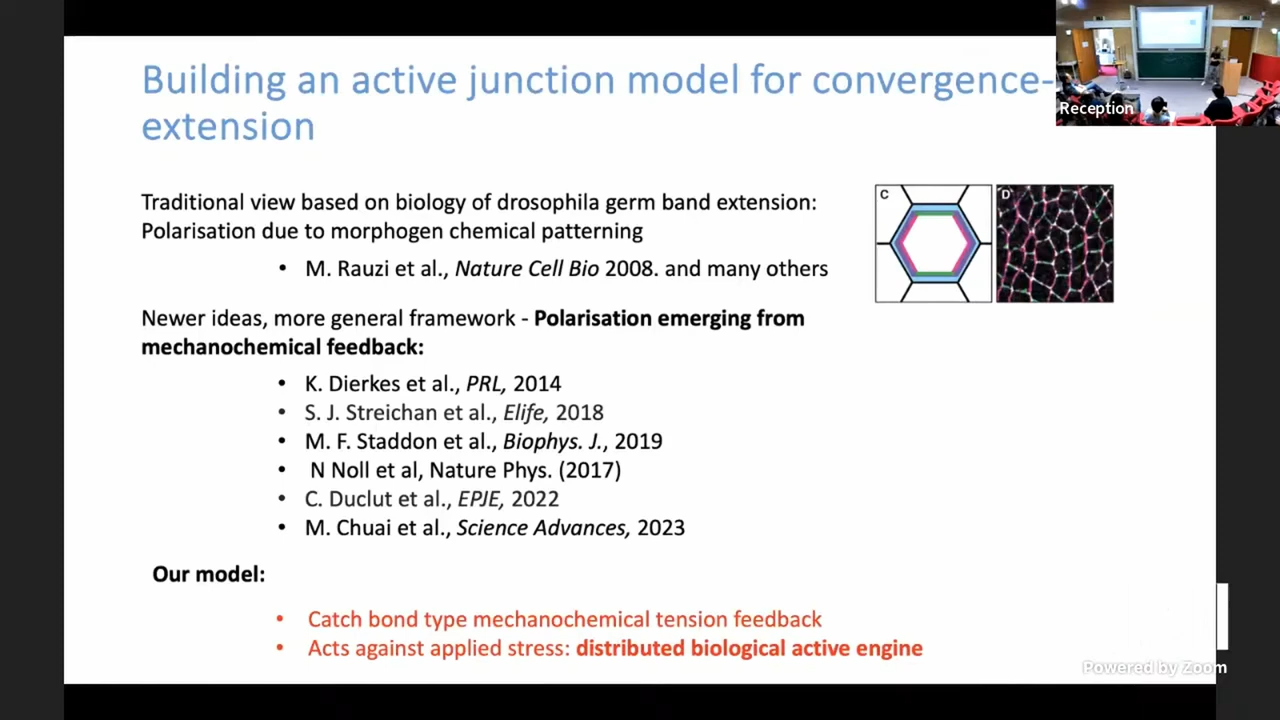 Building an active junction model for convergence-
extension
Reception
Traditional view based on biology of drosophila germ band extension:
Polarisation due to morphogen chemical patterning
• M. Rauzi et al., Nature Cell Bio 2008. and many others
C
D
Newer ideas, more general framework - Polarisation emerging from
mechanochemical feedback:
• K. Dierkes et al., PRL, 2014
• S. J. Streichan et al., Elife, 2018
• M. F. Staddon et al., Biophys. J., 2019
• N Noll et al, Nature Phys. (2017)
• C. Duclut et al., EPJE, 2022
• M. Chuai et al., Science Advances, 2023
Our model:
• Catch bond type mechanochemical tension feedback
• Acts against applied stress: distributed biological active engine
Powered by Zoom